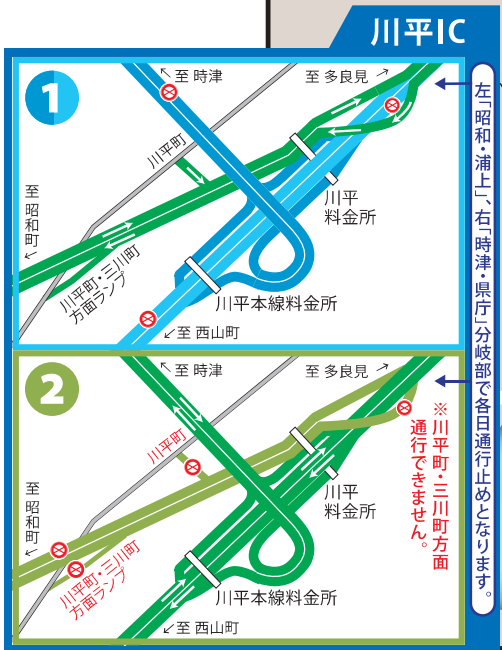 川平IC
1
至 時津
至 多良見
川平町
川平
料金所
至 昭和町
川平町・三川町
方面ランプ
川平本線料金所
至 西山町
2
至 時津
至 多良見
川平町
川平
料金所
至 昭和町
川平町・三川町
方面ランプ
川平本線料金所
至 西山町
※川平町・三川町方面
通行できません。
左「昭和・浦上」、右「時津・県庁」分岐部で各日通行止めとなります。